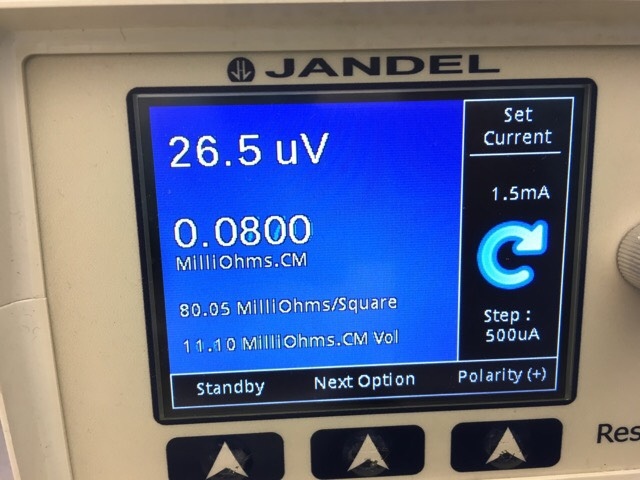 JANDEL
26.5 uV
0.0800
MilliOhms.CM
80.05 MilliOhms/Square
11.10 MilliOhms.CM Vol
Set
Current
1.5mA
Step :
500uA
Standby
Next Option
Polarity (+)
Res